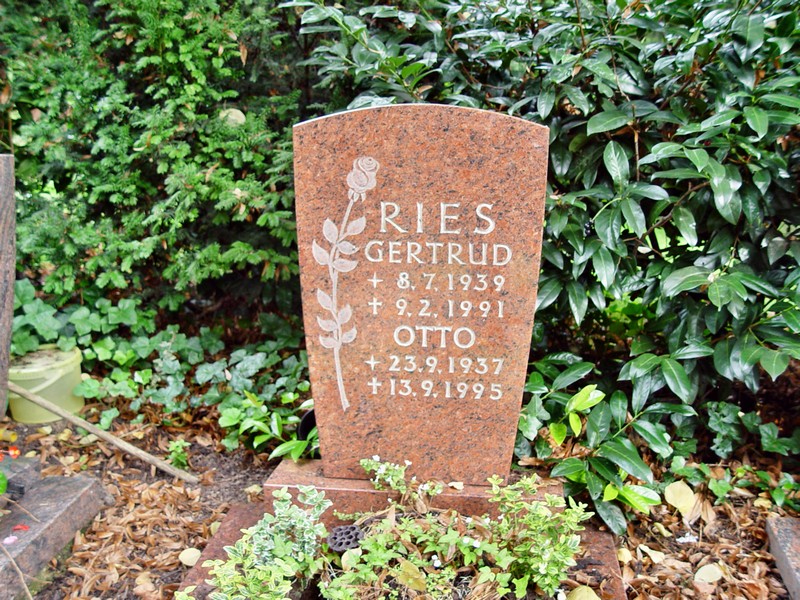 RIES
GERTRUD
+ 8.7.1939
✝ 9.2.1991
OTTO
+ 23.9.1937
✝ 13.9.1995